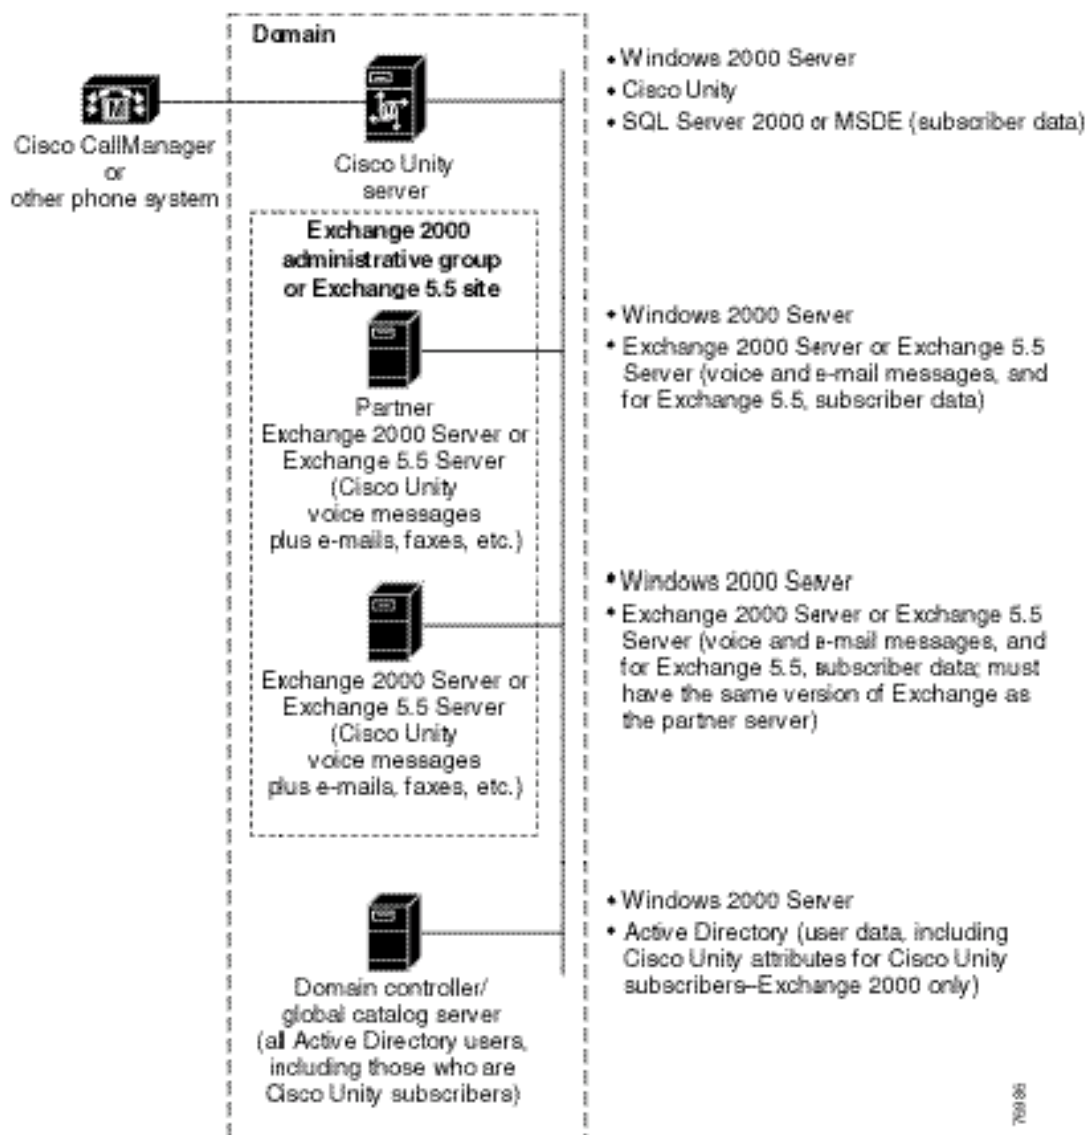 Domain
Cisco CallManager
or
other phone system
Cisco Unity
server
• Windows 2000 Server
• Cisco Unity
• SQL Server 2000 or MSDE (subscriber data)
Exchange 2000
administrative group
or Exchange 5.5 site
Partner
Exchange 2000 Server or
Exchange 5.5 Server
(Cisco Unity
voice messages
plus e-mails, faxes, etc.)
• Windows 2000 Server
• Exchange 2000 Server or Exchange 5.5
Server (voice and e-mail messages, and
for Exchange 5.5, subscriber data)
Exchange 2000 Server or
Exchange 5.5 Server
(Cisco Unity
voice messages
plus e-mails, faxes, etc.)
• Windows 2000 Server
• Exchange 2000 Server or Exchange 5.5
Server (voice and e-mail messages, and
for Exchange 5.5, subscriber data; must
have the same version of Exchange as
the partner server)
Domain controller/
global catalog server
(all Active Directory users,
including those who are
Cisco Unity subscribers)
• Windows 2000 Server
• Active Directory (user data, including
Cisco Unity attributes for Cisco Unity
subscribers–Exchange 2000 only)